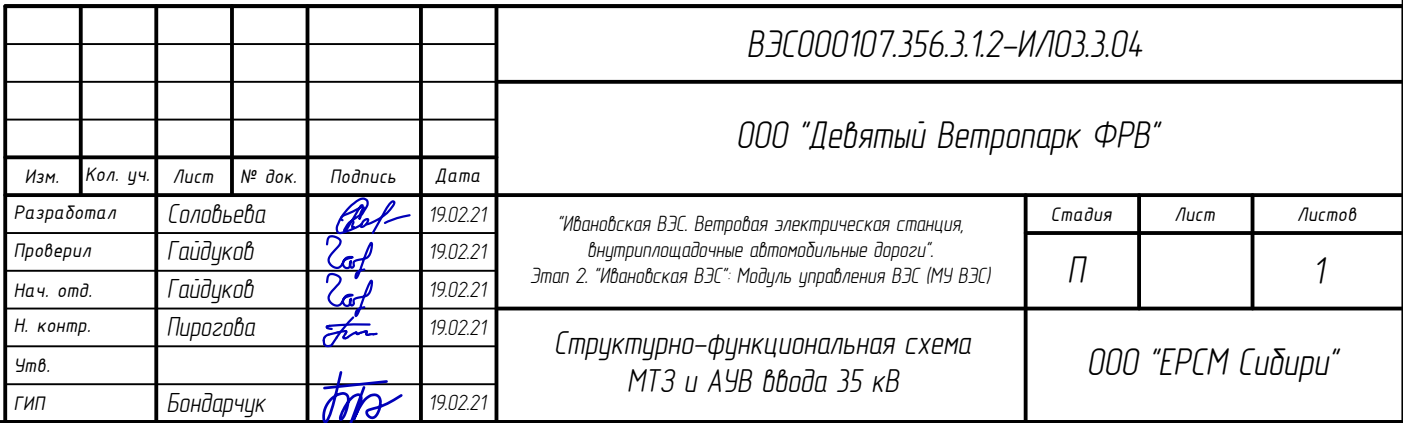 ВЭС000107.356.3.1.2-ИЛО3.3.04
ООО "Девятый Ветропарк ФРВ"
Изм. Кол. уч. Лист № док. Подпись Дата
Разработал Соловьева 19.02.21
Проверил Гайдуков 19.02.21
Нач. отд. Гайдуков 19.02.21
Н. контр. Пирогова 19.02.21
Утв.
ГИП Бондарчук 19.02.21
"Ивановская ВЭС. Ветровая электрическая станция,
внутриплощадочные автомобильные дороги".
Этап 2. "Ивановская ВЭС": Модуль управления ВЭС (МУ ВЭС)
Стадия Лист Листов
П 1
Структурно-функциональная схема
МТЗ и АУВ ввода 35 кВ
ООО "ЕРСМ Сибири"